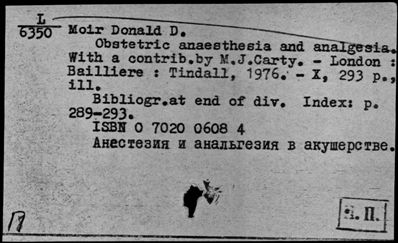 L
6350
Moir Donald D.
Obstetric anaesthesia and analgesia.
With a contrib.by M.J.Carty. – London :
Bailliere : Tindall, 1976. – X, 293 p.,
ill.
Bibliogr.at end of div. Index: p.
289–293.
ISBN 0 7020 0608 4
Анестезия и анальгезия в акушерстве.
П.